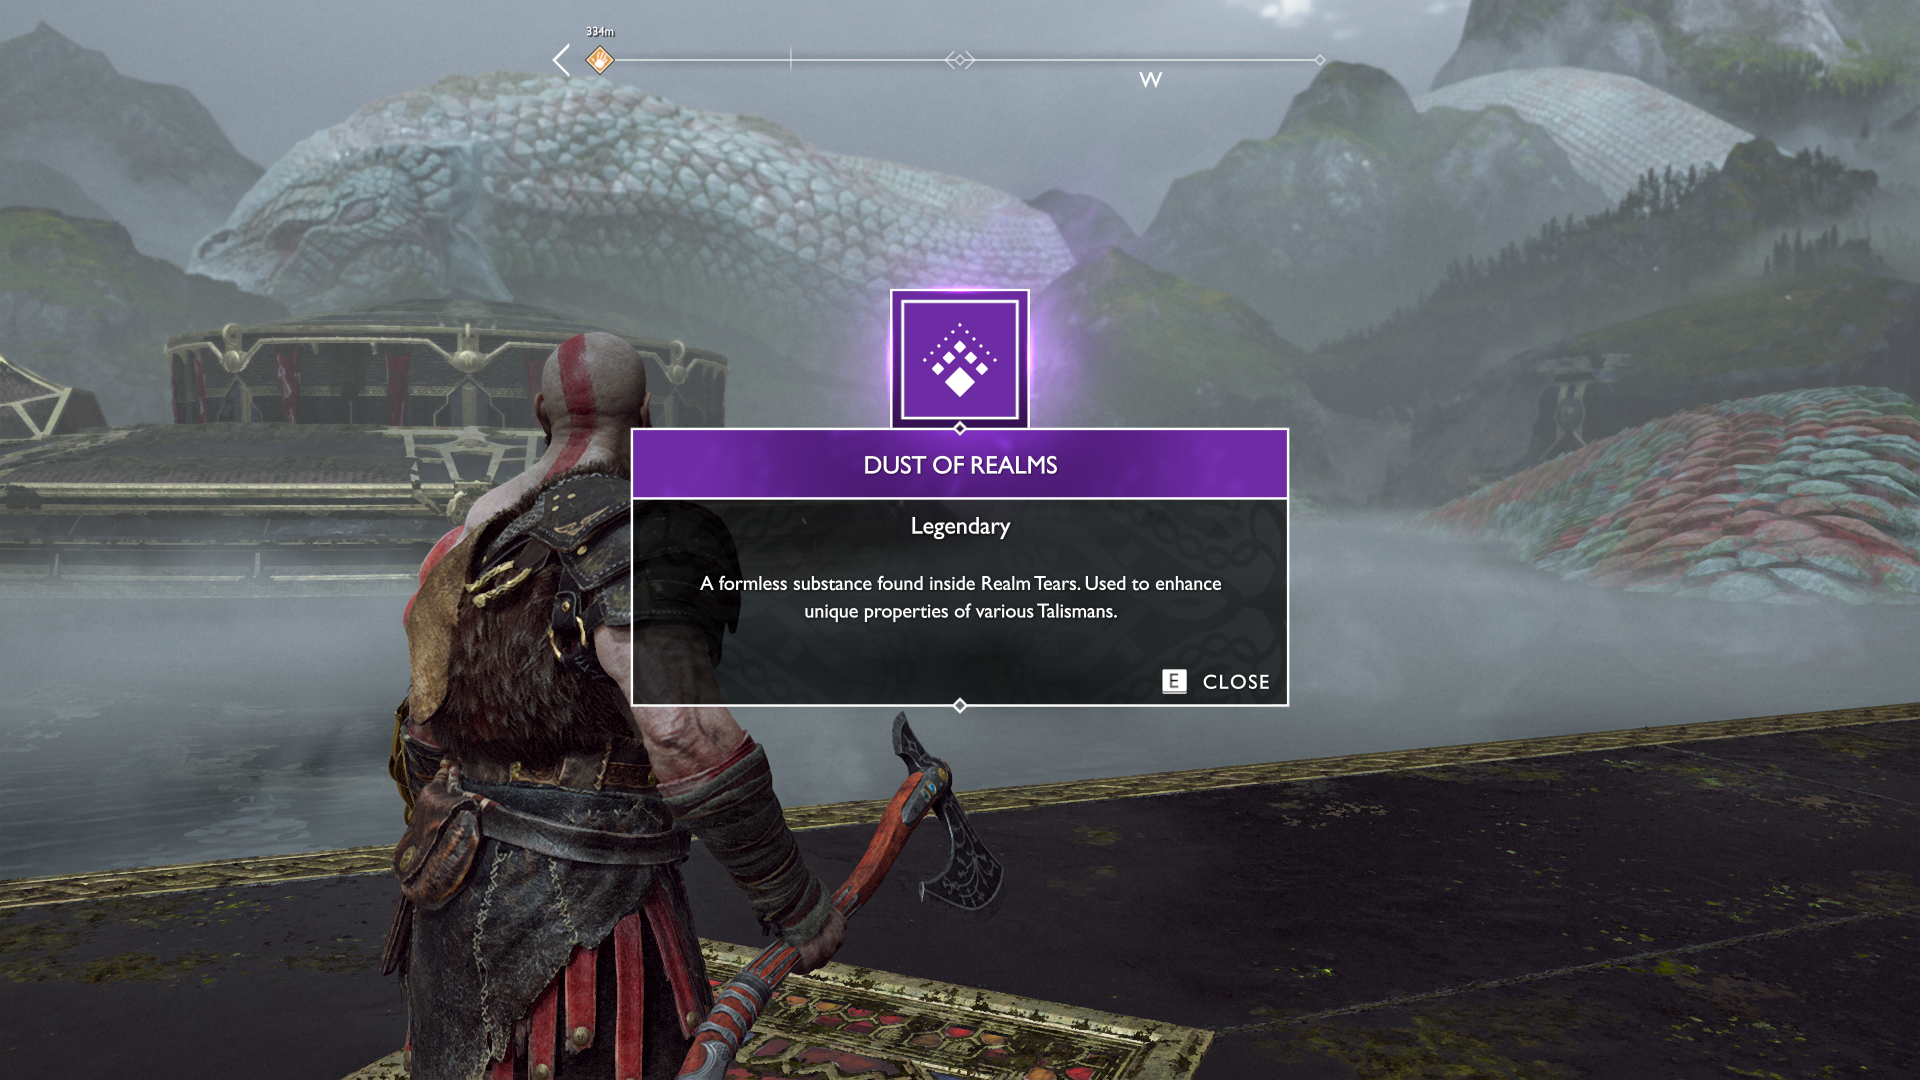 334m
W
DUST OF REALMS
Legendary
A formless substance found inside Realm Tears. Used to enhance
unique properties of various Talismans.
E CLOSE